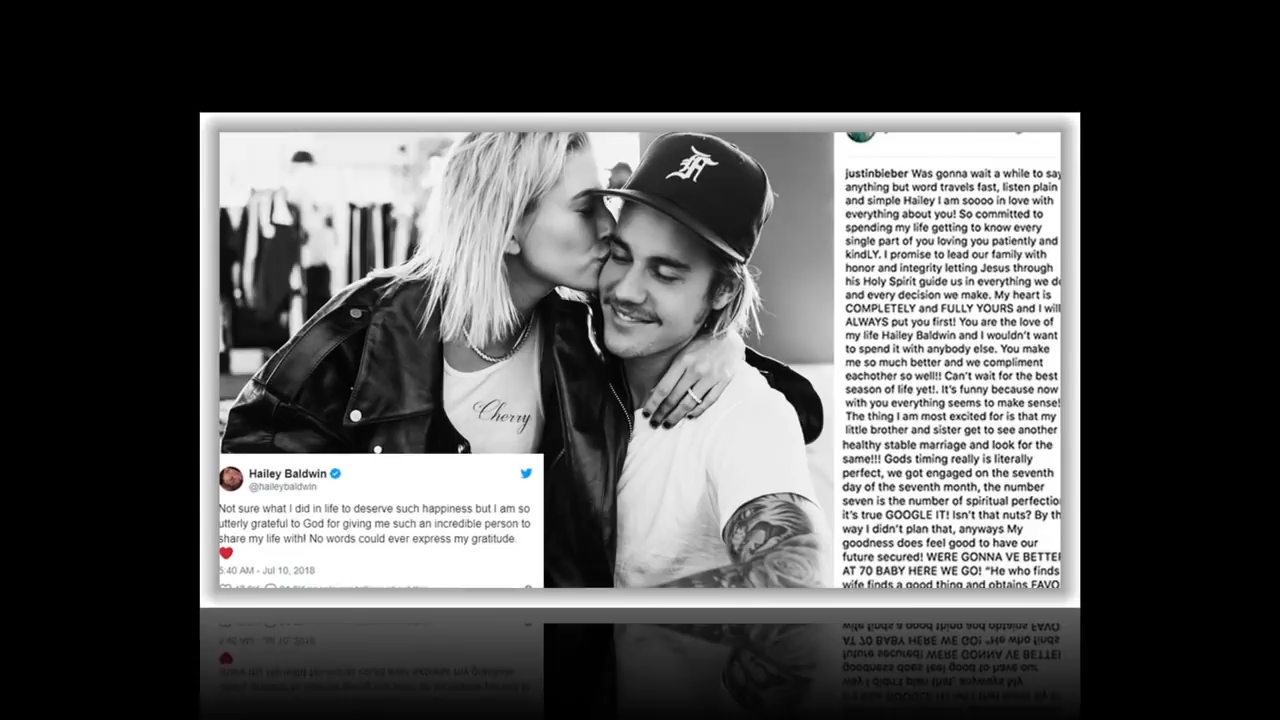 Cherry
Hailey Baldwin
@haileybaldwin
Not sure what I did in life to deserve such happiness but I am so
utterly grateful to God for giving me such an incredible person to
share my life with! No words could ever express my gratitude.
5:40 AM - Jul 10, 2018
justinbieber Was gonna wait a while to say
anything but word travels fast, listen plain
and simple Hailey I am soooo in love with
everything about you! So committed to
spending my life getting to know every
single part of you loving you patiently and
kindLY. I promise to lead our family with
honor and integrity letting Jesus through
his Holy Spirit guide us in everything we do
and every decision we make. My heart is
COMPLETELY and FULLY YOURS and I will
ALWAYS put you first! You are the love of
my life Hailey Baldwin and I wouldn't want
to spend it with anybody else. You make
me so much better and we compliment
eachother so well!! Can't wait for the best
season of life yet!. It's funny because now
with you everything seems to make sense!
The thing I am most excited for is that my
little brother and sister get to see another
healthy stable marriage and look for the
same!!! Gods timing really is literally
perfect, we got engaged on the seventh
day of the seventh month, the number
seven is the number of spiritual perfection
it's true GOOGLE IT! Isn't that nuts? By th
way I didn't plan that, anyways My
goodness does feel good to have our
future secured! WERE GONNA VE BETTER
AT 70 BABY HERE WE GO! "He who finds
wife finds a good thing and obtains FAVO